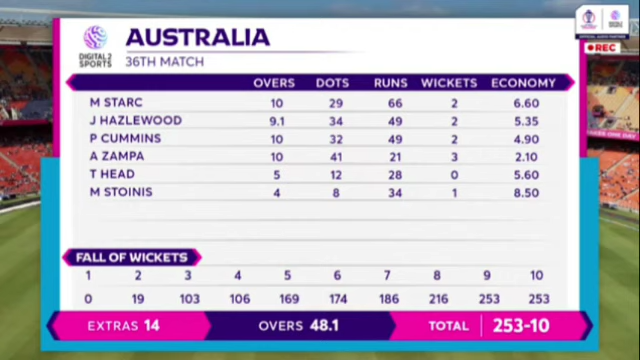 AUSTRALIA
DIGITAL 2 SPORTS
36TH MATCH
REC
OVERS DOTS RUNS WICKETS ECONOMY
M STARC 10 29 66 2 6.60
J HAZLEWOOD 9.1 34 49 2 5.35
P CUMMINS 10 32 49 2 4.90
A ZAMPA 10 41 21 3 2.10
T HEAD 5 12 28 0 5.60
M STOINIS 4 8 34 1 8.50
FALL OF WICKETS
1 2 3 4 5 6 7 8 9 10
0 19 103 106 169 174 186 216 253 253
EXTRAS 14 OVERS 48.1 TOTAL 253-10